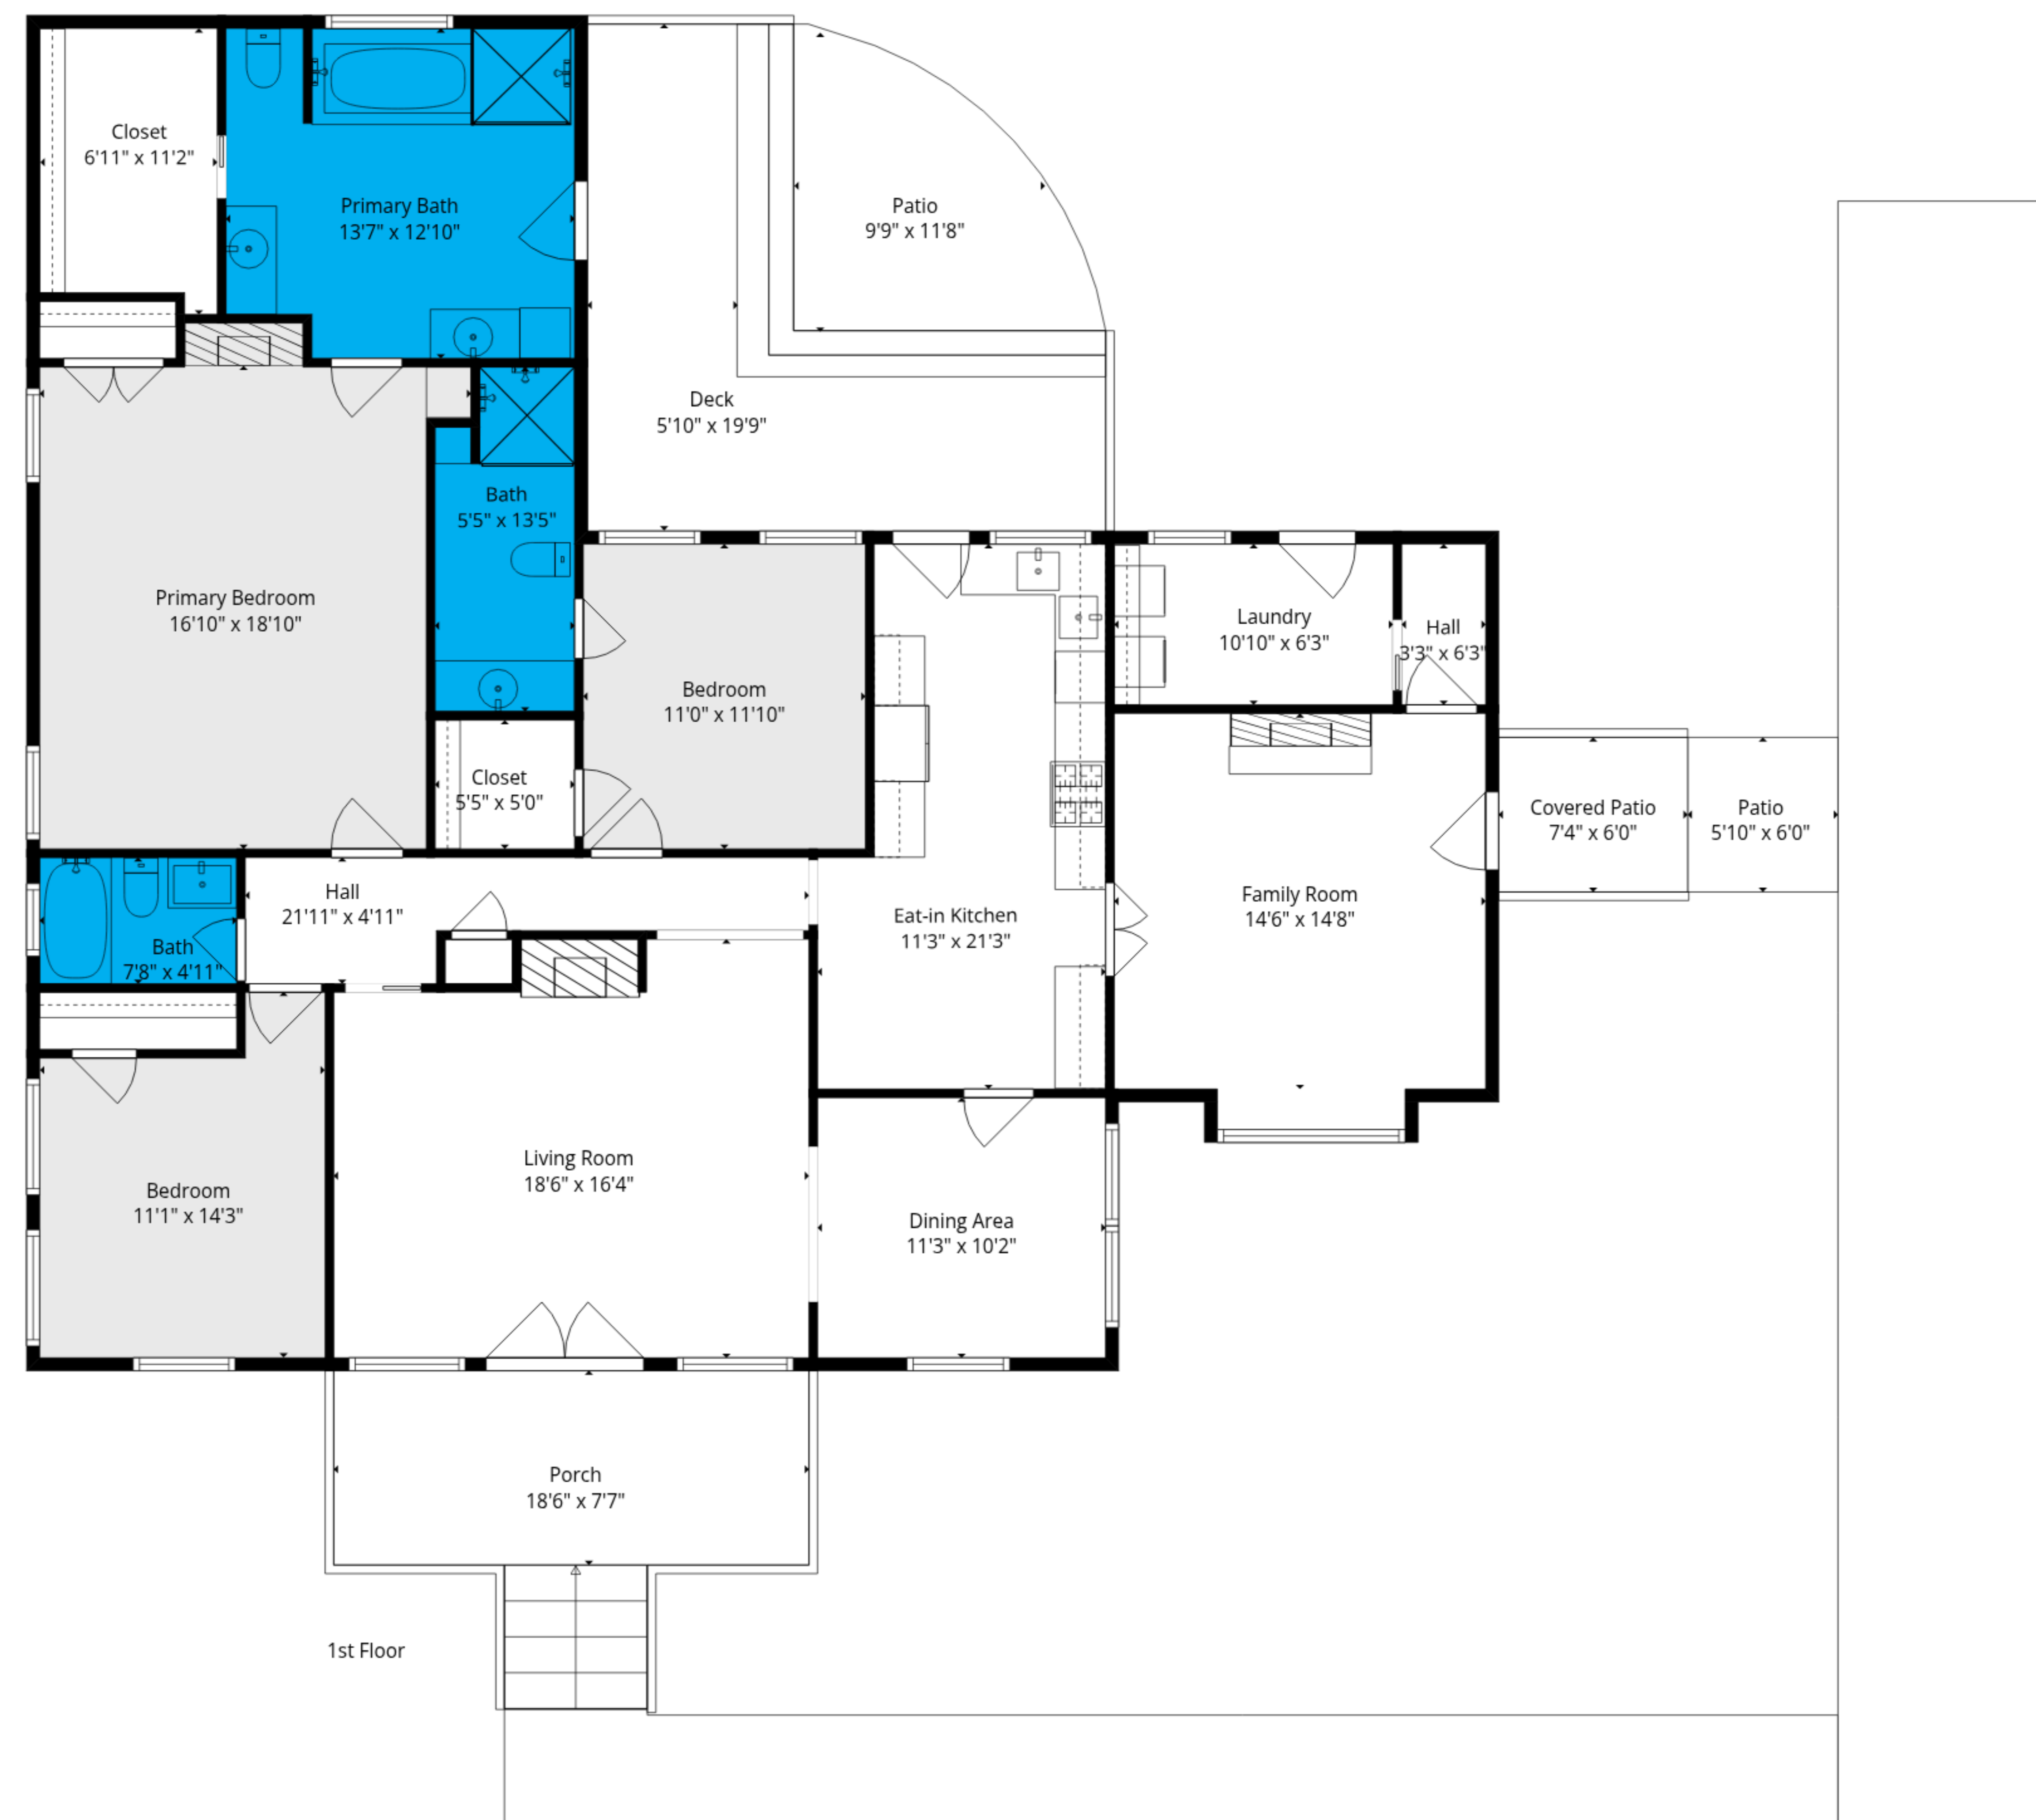 Closet
6'11" x 11'2"
Primary Bath
13'7" x 12'10"
Patio
9'9" x 11'8"
Deck
5'10" x 19'9"
Bath
5'5" x 13'5"
Primary Bedroom
16'10" x 18'10"
Bedroom
11'0" x 11'10"
Laundry
10'10" x 6'3"
Hall
3'3" x 6'3"
Closet
5'5" x 5'0"
Covered Patio
7'4" x 6'0"
Patio
5'10" x 6'0"
Hall
21'11" x 4'11"
Eat-in Kitchen
11'3" x 21'3"
Family Room
14'6" x 14'8"
Bath
7'8" x 4'11"
Living Room
18'6" x 16'4"
Bedroom
11'1" x 14'3"
Dining Area
11'3" x 10'2"
Porch
18'6" x 7'7"
1st Floor